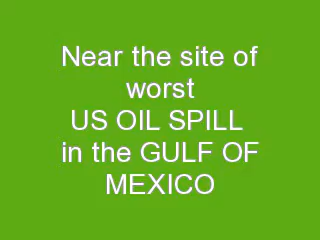 Near the site of
worst
US OIL SPILL
in the GULF OF
MEXICO